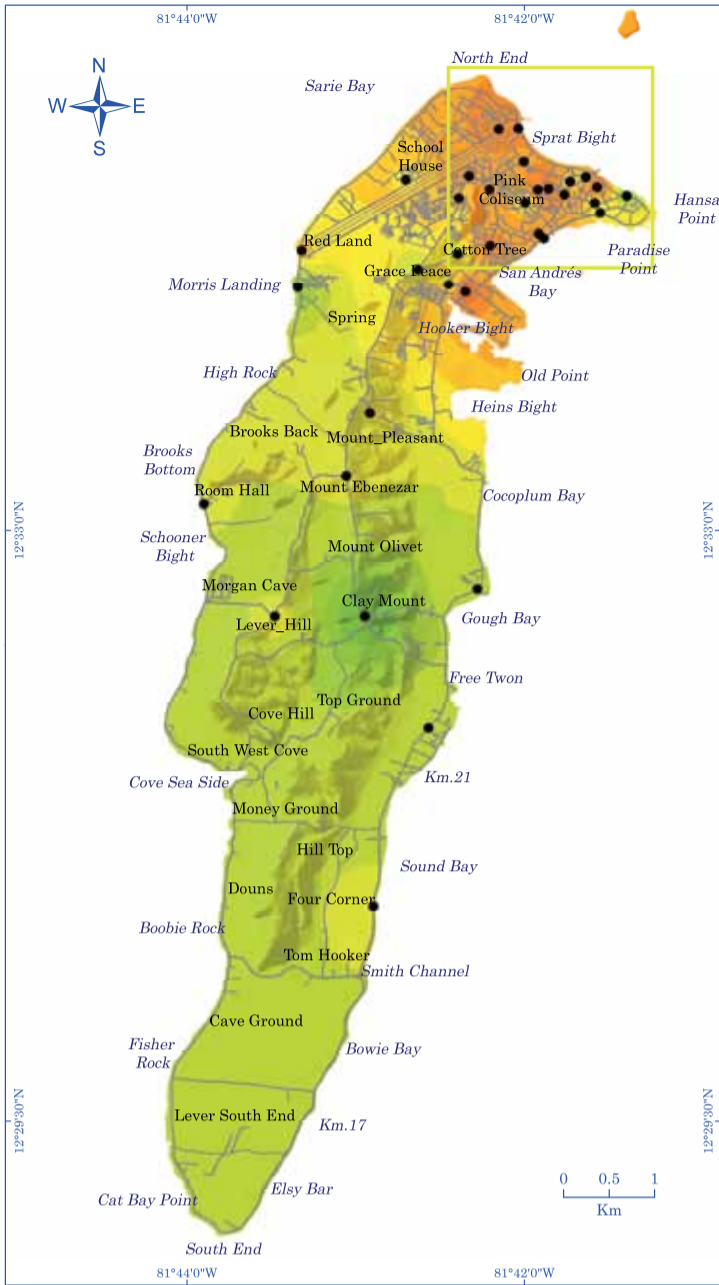 81°44'0"W
81°42'0"W
N
W
E
S
North End
Sarie Bay
School
House
Sprat Bight
Pink
Coliseum
Hansa
Point
Red Land
Cotton Tree
Paradise
Point
Grace Peace
San Andrés
Bay
Morris Landing
Spring
Hooker Bight
High Rock
Old Point
Heins Bight
Brooks Back
Mount_Pleasant
Brooks
Bottom
Room Hall
Mount Ebenezar
Cocoplum Bay
12°33'0"N
12°33'0"N
Schooner
Bight
Mount Olivet
Morgan Cave
Clay Mount
Lever_Hill
Gough Bay
Free Twon
Top Ground
Cove Hill
South West Cove
Cove Sea Side
Km.21
Money Ground
Hill Top
Sound Bay
Douns
Four Corner
Boobie Rock
Tom Hooker
Smith Channel
Cave Ground
Fisher
Rock
Bowie Bay
Lever South End
Km.17
12°29'30"N
12°29'30"N
Elsy Bar
Cat Bay Point
0 0.5 1
Km
South End
81°44'0"W
81°42'0"W